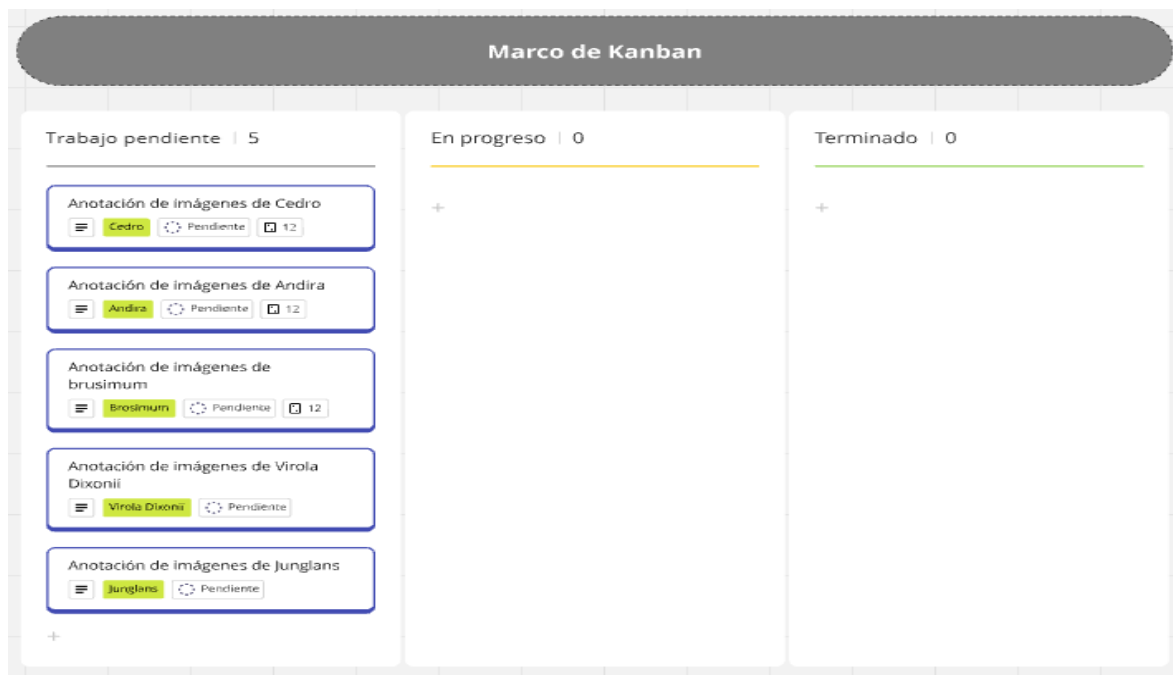 Marco de Kanban
Trabajo pendiente | 5
Anotación de imágenes de Cedro
Cedro Pendiente 12
Anotación de imágenes de Andira
Andira Pendiente 12
Anotación de imágenes de
brusimum
Brosimum Pendiente 12
Anotación de imágenes de Virola
Dixonii
Virola Dixonii Pendiente
Anotación de imágenes de Junglans
Junglans Pendiente
+
En progreso | 0
+
Terminado | 0
+